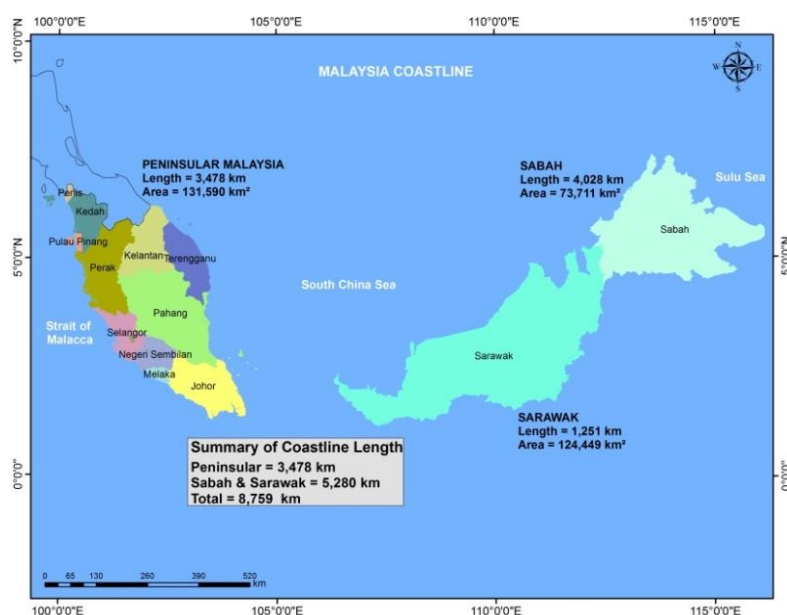 100°0'0"E
105°0'0"E
110°0'0"E
115°0'0"E
10°0'0"N
MALAYSIA COASTLINE
N
W
E
S
PENINSULAR MALAYSIA
Length = 3,478 km
Area = 131,590 km²
SABAH
Length = 4,028 km
Area = 73,711 km²
Sulu Sea
Perlis
Kedah
Sabah
Pulau Pinang
Kelantan
Terengganu
5°0'0"N
5°0'0"N
Perak
South China Sea
Pahang
Strait of
Malacca
Selangor
Negeri Sembilan
Sarawak
Melaka
Johor
SARAWAK
Length = 1,251 km
Area = 124,449 km²
Summary of Coastline Length
Peninsular = 3,478 km
Sabah & Sarawak = 5,280 km
Total = 8,759 km
0°0'0"
0°0'0"
0 65 130 260 390 520
km
100°0'0"E
105°0'0"E
110°0'0"E
115°0'0"E